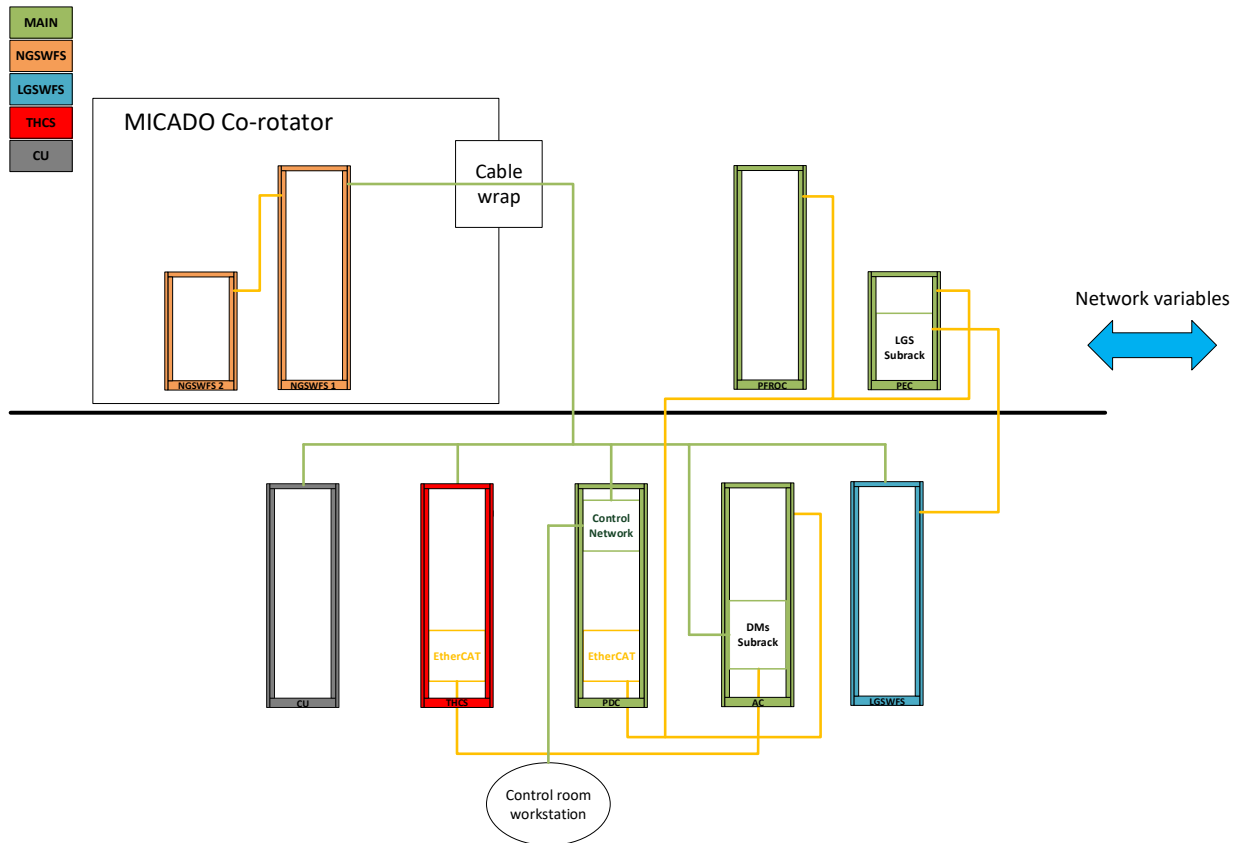 MAIN
NGSWFS
LGSWFS
THCS
CU
MICADO Co-rotator
Cable
wrap
Network variables
LGS
Subrack
NGSWFS 2
NGSWFS 1
PFROC
PEC
Control
Network
DMs
Subrack
EtherCAT
EtherCAT
CU
THCS
PDC
AC
LGSWFS
Control room
workstation